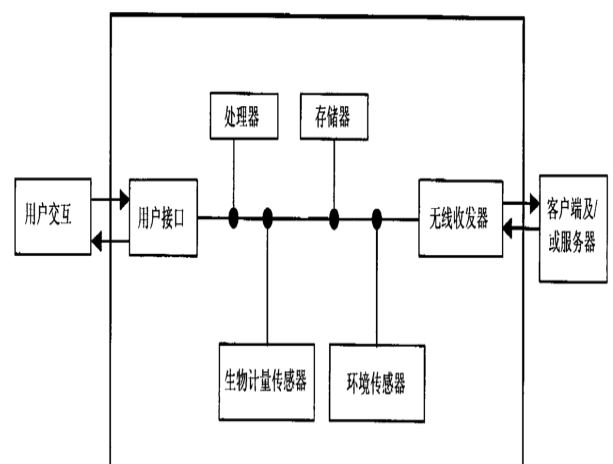 处理器
存储器
用户交互
用户接口
无线收发器
客户端及/
或服务器
生物计量传感器
环境传感器